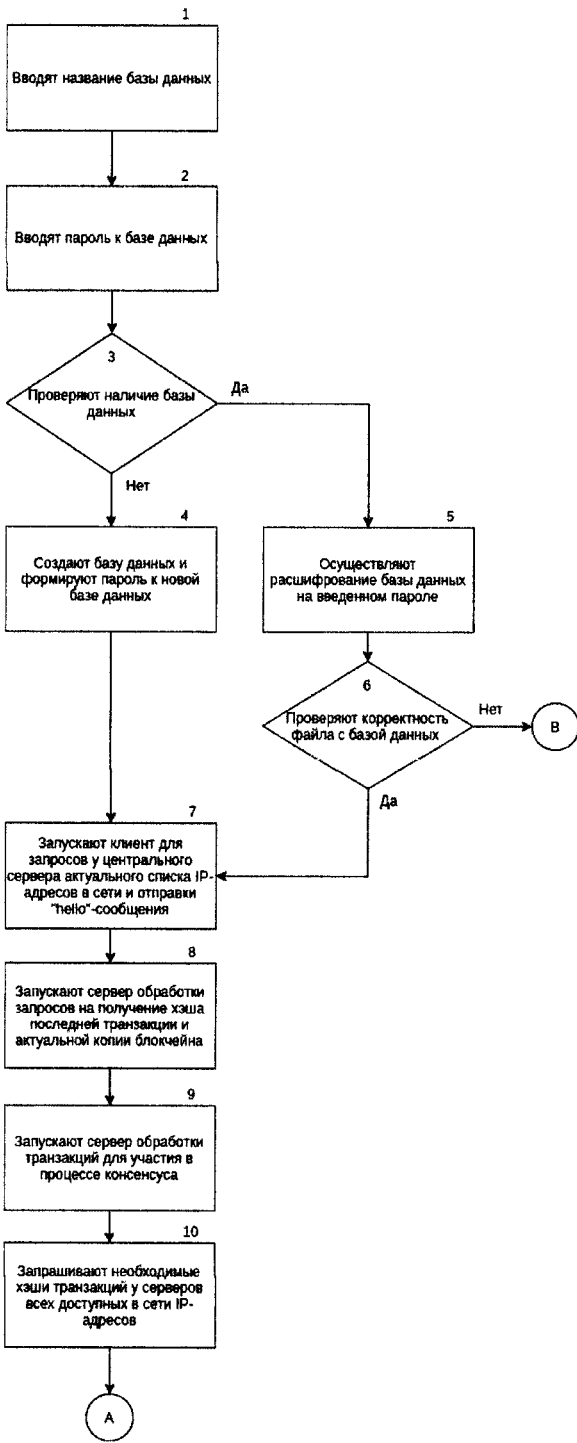 1
Вводят название базы данных
2
Вводят пароль к базе данных
3
Проверяют наличие базы
данных
Да
Нет
4
Создают базу данных и
формируют пароль к новой
базе данных
5
Осуществляют
расшифрование базы данных
на введенном пароле
6
Проверяют корректность
файла с базой данных
Нет
В
Да
7
Запускают клиент для
запросов у центрального
сервера актуального списка IP-
адресов в сети и отправки
"hello"-сообщения
8
Запускают сервер обработки
запросов на получение хэша
последней транзакции и
актуальной копии блокчейна
9
Запускают сервер обработки
транзакций для участия в
процессе консенсуса
10
Запрашивают необходимые
хэши транзакций у серверов
всех доступных в сети IP-
адресов
А